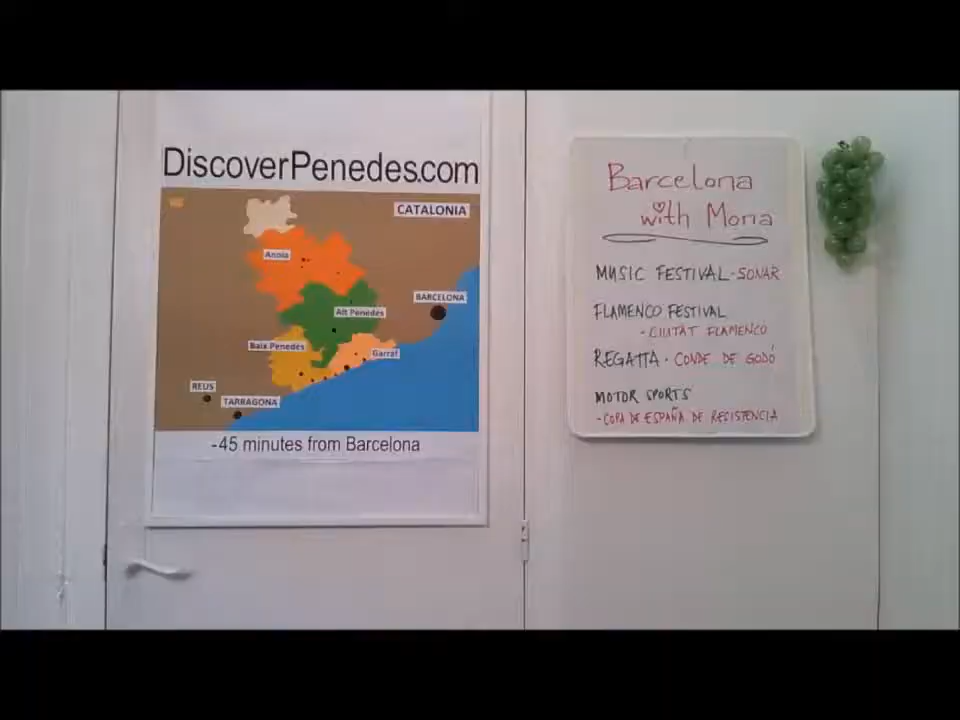 DiscoverPenedes.com
CATALONIA
Anoia
BARCELONA
Alt Penedès
Baix Penedès
Garraf
REUS
TARRAGONA
-45 minutes from Barcelona
Barcelona
with Mona
MUSIC FESTIVAL-SONAR
FLAMENCO FESTIVAL
-CIUTAT FLAMENCO
REGATTA - CONDE DE GODÓ
MOTOR SPORTS
-COPA DE ESPAÑA DE RESISTENCIA